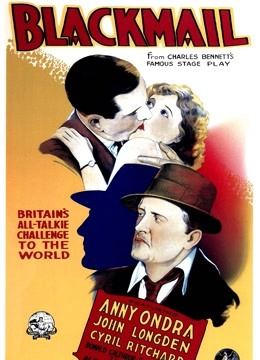 BLACKMAIL
FROM CHARLES BENNETT'S
FAMOUS STAGE PLAY
BRITAIN'S
ALL-TALKIE
CHALLENGE
TO THE
WORLD
ANNY ONDRA
JOHN LONGDEN
CYRIL RITCHARD